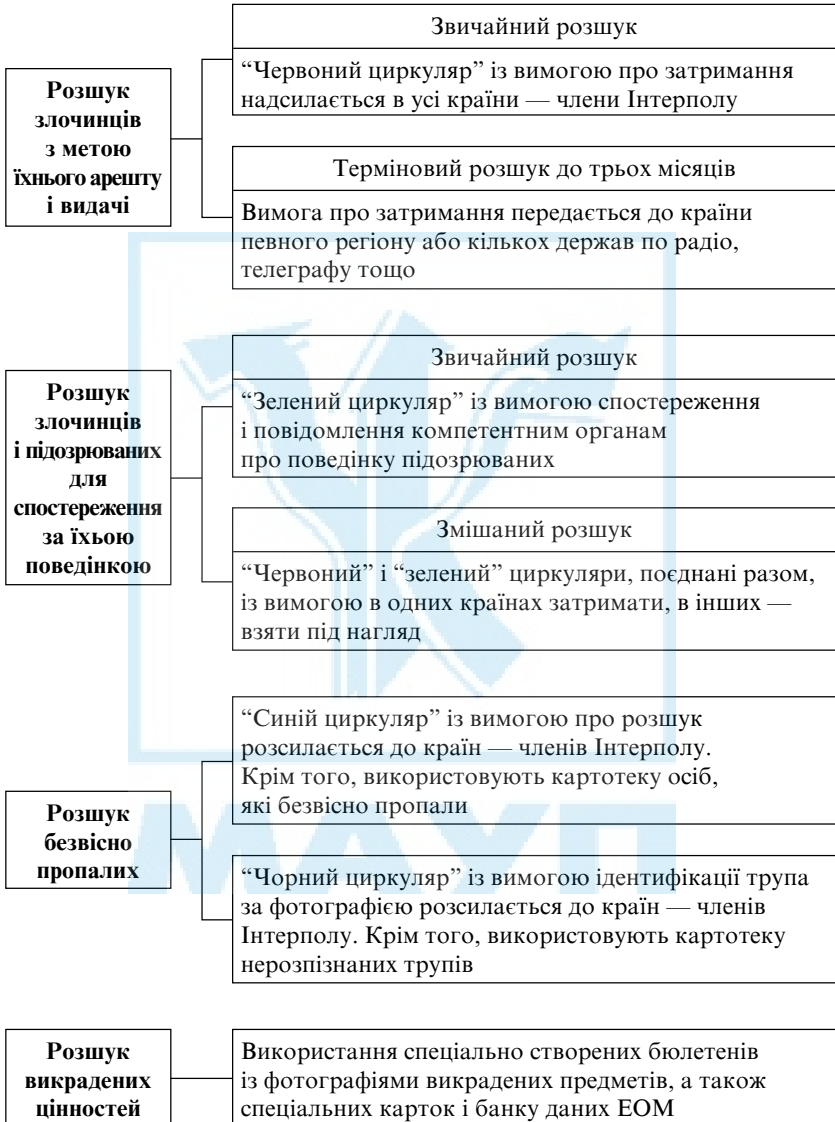 Розшук
злочинців
з метою
їхнього арешту
і видачі
Звичайний розшук
“Червоний циркуляр” із вимогою про затримання
надсилається в усі країни — члени Інтерполу
Терміновий розшук до трьох місяців
Вимога про затримання передається до країни
певного регіону або кількох держав по радіо,
телеграфу тощо
Розшук
злочинців
і підозрюваних
для
спостереження
за їхьою
поведінкою
Звичайний розшук
“Зелений циркуляр” із вимогою спостереження
і повідомлення компетентним органам
про поведінку підозрюваних
Змішаний розшук
“Червоний” і “зелений” циркуляри, поєднані разом,
із вимогою в одних країнах затримати, в інших —
взяти під нагляд
Розшук
безвісно
пропалих
“Синій циркуляр” із вимогою про розшук
розсилається до країн — членів Інтерполу.
Крім того, використовують картотеку осіб,
які безвісно пропали
“Чорний циркуляр” із вимогою ідентифікації трупа
за фотографією розсилається до країн — членів
Інтерполу. Крім того, використовують картотеку
нерозпізнаних трупів
Розшук
викрадених
цінностей
Використання спеціально створених бюлетенів
із фотографіями викрадених предметів, а також
спеціальних карток і банку даних ЕОМ
МАУП